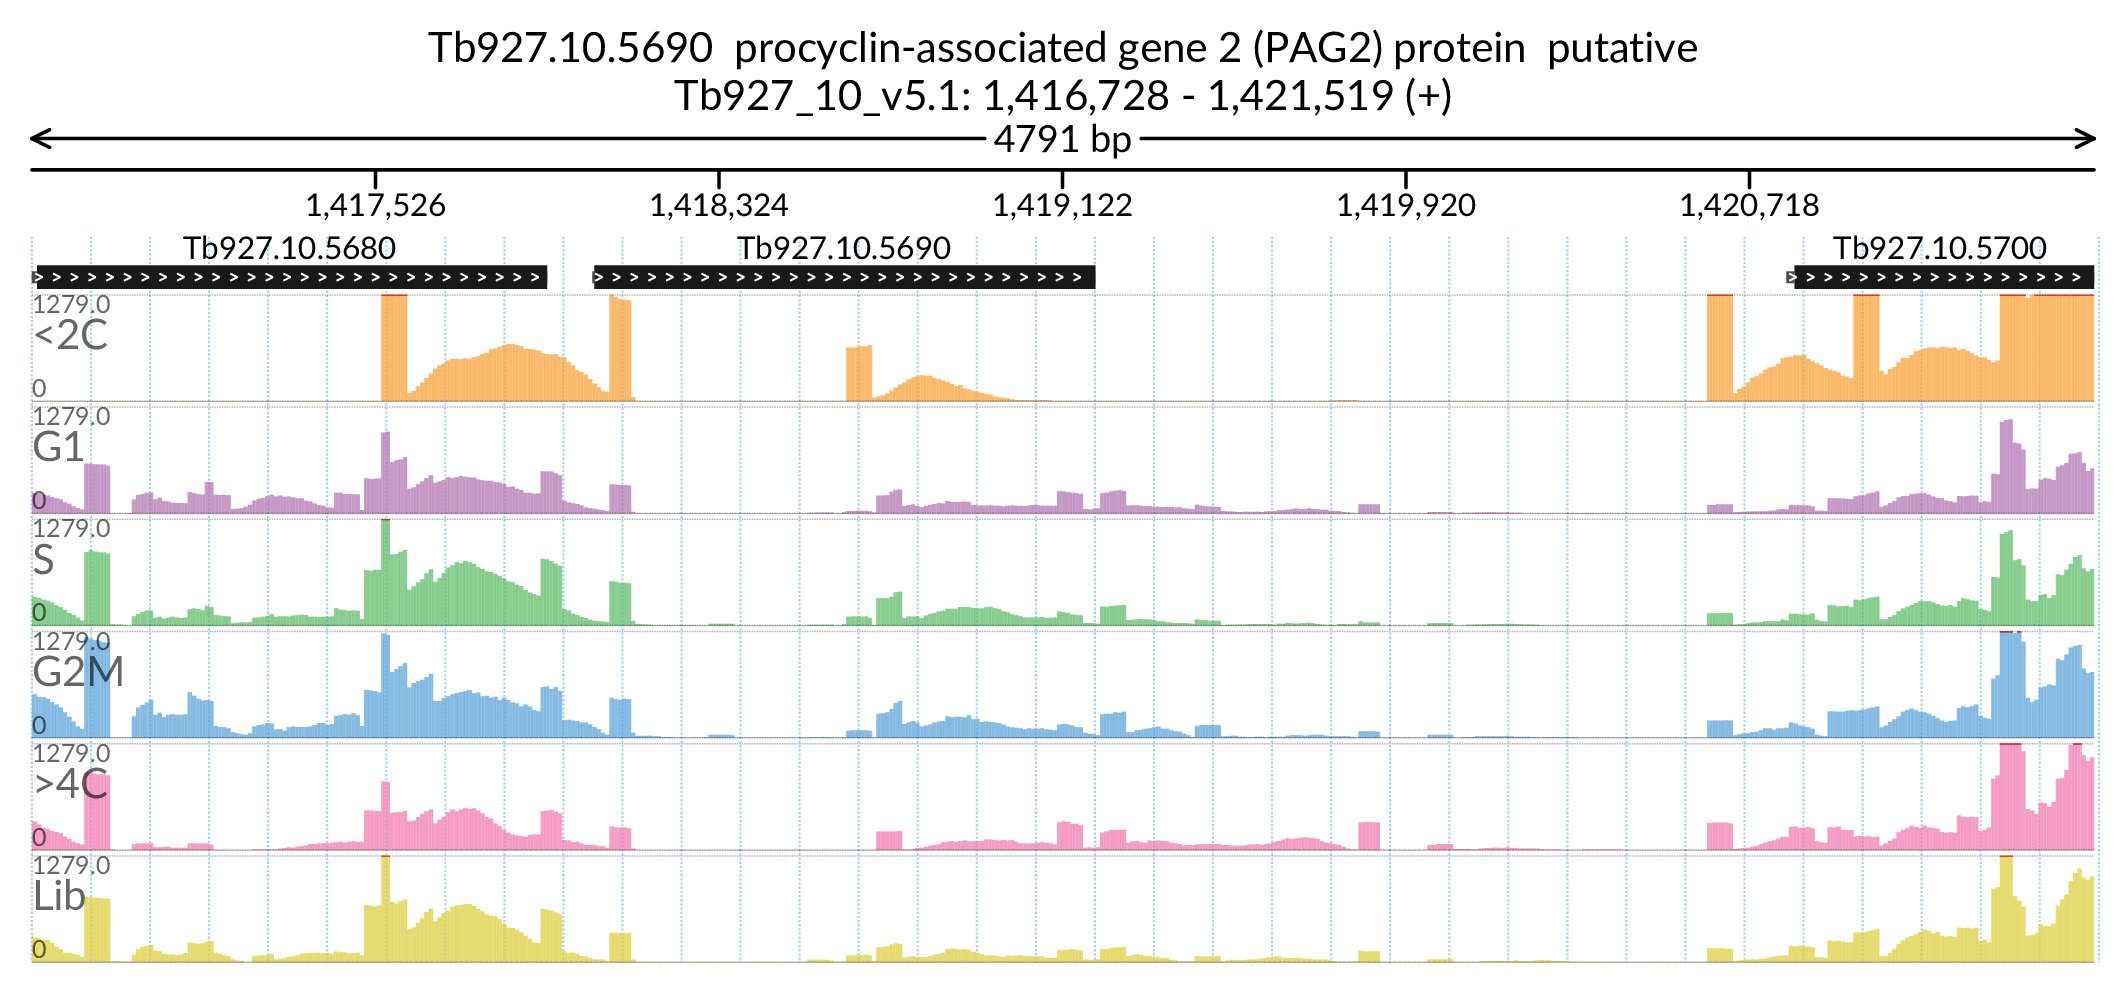 Tb927.10.5690  procyclin-associated gene 2 (PAG2) protein  putative
Tb927_10_v5.1: 1,416,728 - 1,421,519 (+)
4791 bp
1,417,526 1,418,324 1,419,122 1,419,920 1,420,718
Tb927.10.5680 Tb927.10.5690 Tb927.10.5700
1279.0
<2C
0
1279.0
G1
0
1279.0
S
0
1279.0
G2M
0
1279.0
>4C
0
1279.0
Lib
0